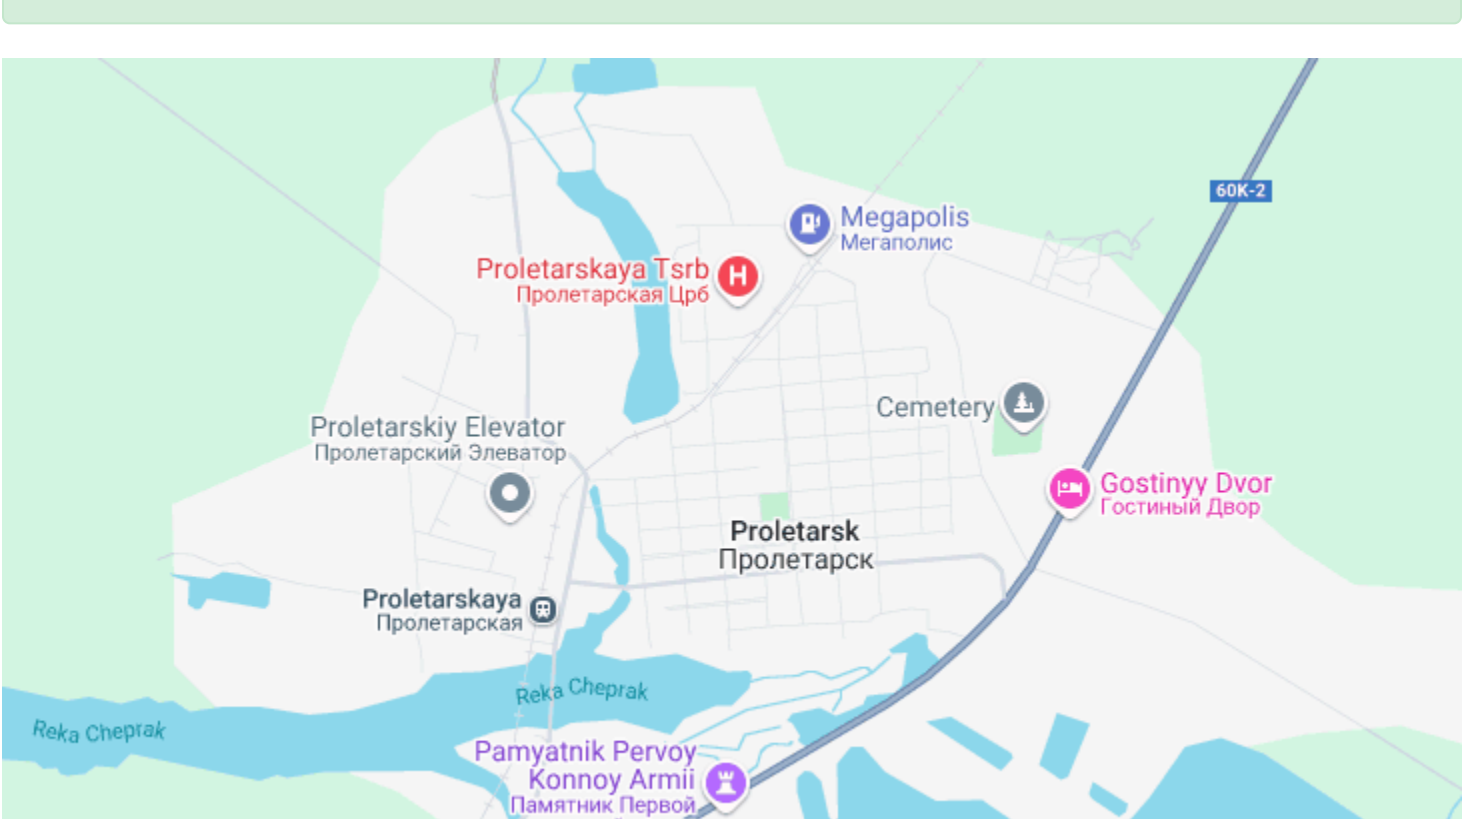 60K-2
Megapolis
Мегаполис
Proletarskaya Tsrb
Пролетарская Црб
H
Cemetery
Proletarskiy Elevator
Пролетарский Элеватор
Gostinyy Dvor
Гостиный Двор
Proletarsk
Пролетарск
Proletarskaya
Пролетарская
Reka Cheprak
Reka Cheprak
Pamyatnik Pervoy
Konnoy Armii
Памятник Первой